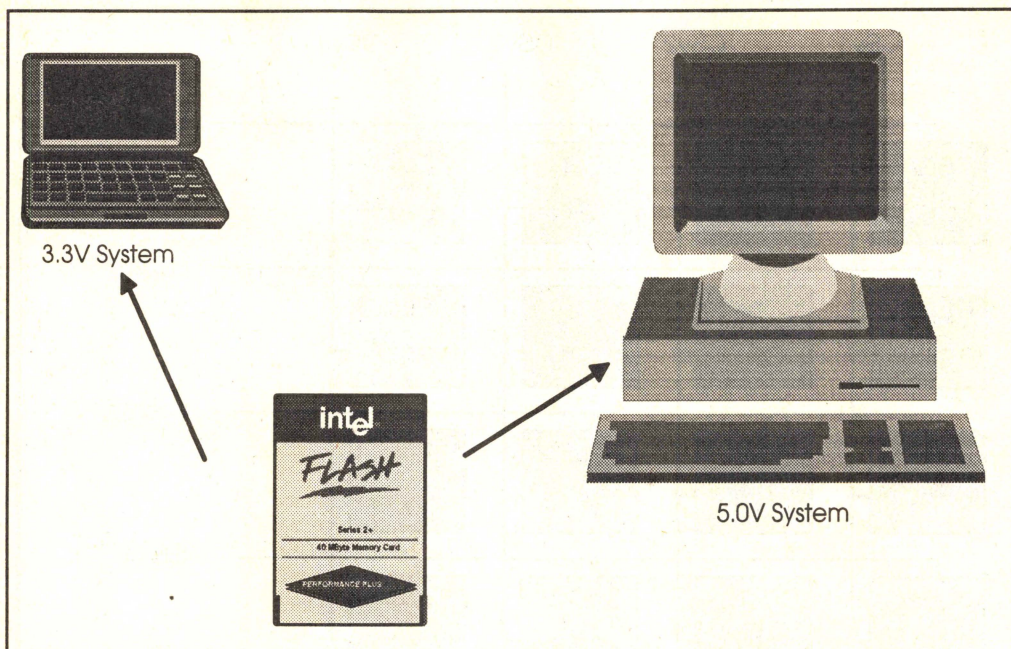 3.3V System
intel
FLASH
Series 2+
40 MByte Memory Card
PERFORMANCE PLUS
5.0V System